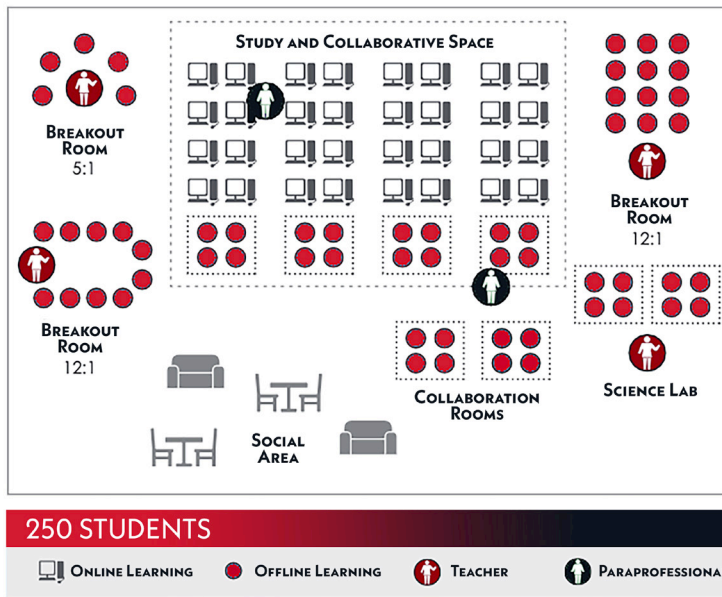 STUDY AND COLLABORATIVE SPACE
BREAKOUT
ROOM
5:1
BREAKOUT
ROOM
12:1
BREAKOUT
ROOM
12:1
SCIENCE LAB
COLLABORATION
ROOMS
SOCIAL
AREA
250 STUDENTS
ONLINE LEARNING
OFFLINE LEARNING
TEACHER
PARAPROFESSIONA